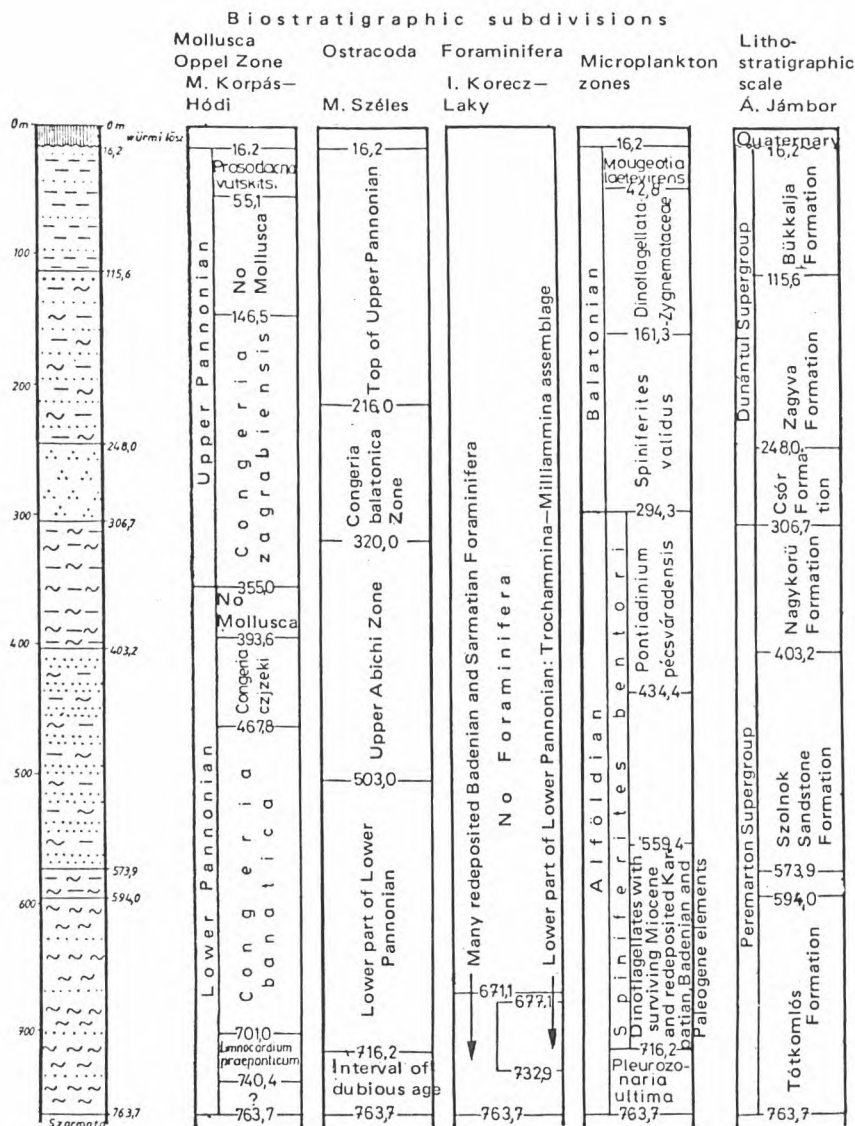 Biostratigraphic subdivisions
Mollusca
Oppel Zone
M. Korpás–
Hódi
Ostracoda
M. Széles
Foraminifera
I. Korecz–
Laky
Microplankton
zones
Litho-
stratigraphic
scale
Á. Jámbor
0m
100
200
300
400
500
600
700
0m
würmi lösz
16,2
115,6
248,0
306,7
403,2
573,9
594,0
763,7
Szarmata
Upper Pannonian
Lower Pannonian
16.2
Prosodacna
vutskits.
55,1
No
Mollusca
146,5
Congeria
zagrabiensis
355,0
No
Mollusca
393,6
Congeria
czjzeki
467,8
Congeria
banatica
701,0
Limnocardium
praeponticum
740,4
?
763,7
16,2
Top of Upper Pannonian
216,0
Congeria
balatonica
Zone
320,0
Upper Abichi Zone
503,0
Lower part of Lower
Pannonian
716,2
Interval of
dubious age
763,7
Many redeposited Badenian and Sarmatian Foraminifera
No Foraminifera
Lower part of Lower Pannonian: Trochammina–Milliammina assemblage
671,1
677,1
732,9
763,7
Balatonian
Alföldian
16,2
Mougeotia
laetevirens
42,8
Dinoflagellata-
-Zygnemataceae
161,3
Spiniferites
validus
294,3
Spiniferites bentori
Pontiadinium
pécsváradensis
434,4
559,4
Dinoflagellates with
surviving Miocene
and redeposited Kar-
patian, Badenian and
Paleogene elements
716,2
Pleurozo-
naria
ultima
763,7
Quaternary
16,2
Dunántúl Supergroup
Bükkalja
Formation
115,6
Zagyva
Formation
248,0
Csór
Forma-
tion
306,7
Peremarton Supergroup
Nagykorü
Formation
403,2
Szolnok
Sandstone
Formation
573,9
594,0
Tótkomlós
Formation
763,7